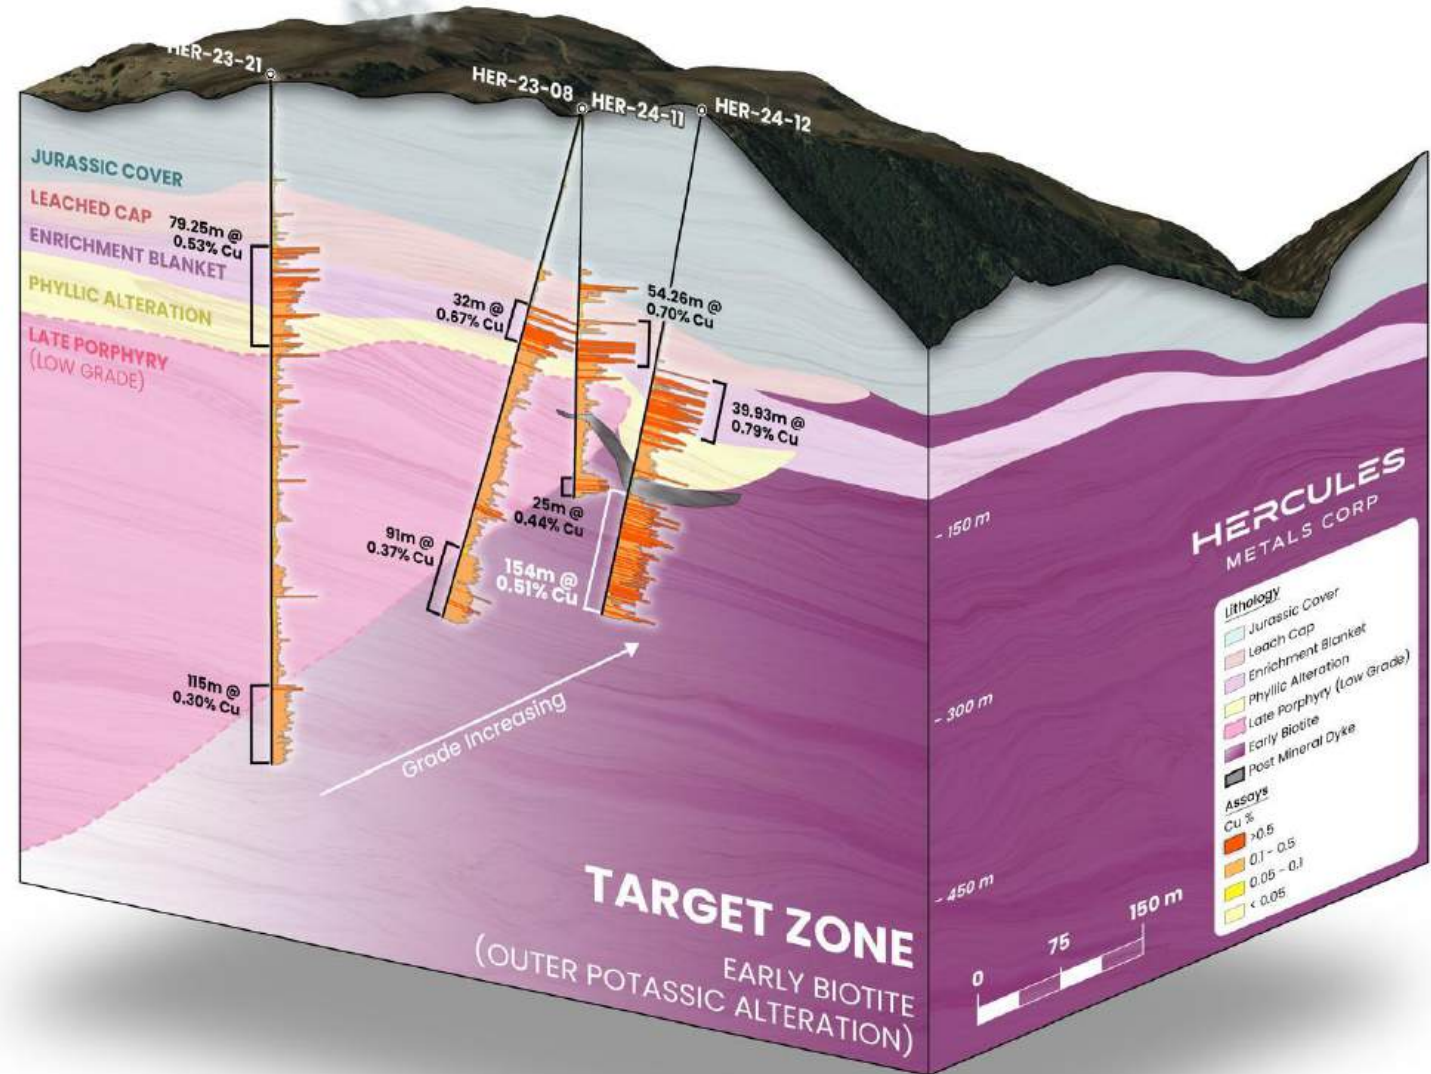 HER-23-21
HER-23-08
HER-24-11
HER-24-12
JURASSIC COVER
LEACHED CAP
ENRICHMENT BLANKET
PHYLLIC ALTERATION
LATE PORPHYRY
(LOW GRADE)
79.25m @
0.53% Cu
32m @
0.67% Cu
54.26m @
0.70% Cu
39.93m @
0.79% Cu
25m @
0.44% Cu
91m @
0.37% Cu
154m @
0.51% Cu
115m @
0.30% Cu
Grade Increasing
TARGET ZONE
EARLY BIOTITE
(OUTER POTASSIC ALTERATION)
- 150 m
- 300 m
- 450 m
0
75
150 m
HERCULES
METALS CORP
Lithology
Jurassic Cover
Leach Cap
Enrichment Blanket
Phyllic Alteration
Late Porphyry (Low Grade)
Early Biotite
Post Mineral Dyke
Assays
Cu %
>0.5
0.1 - 0.5
0.05 - 0.1
< 0.05